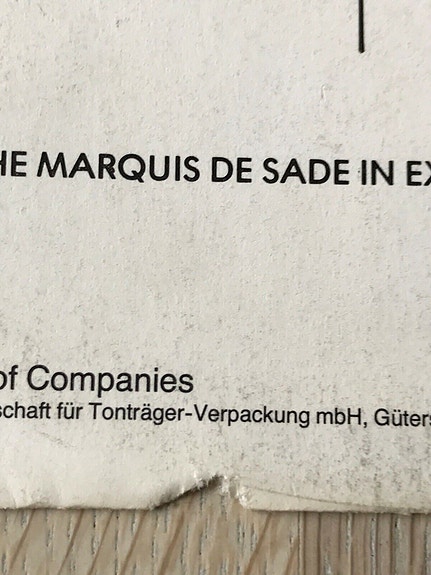 HE MARQUIS DE SADE IN EX
of Companies
schaft für Tonträger-Verpackung mbH, Güters